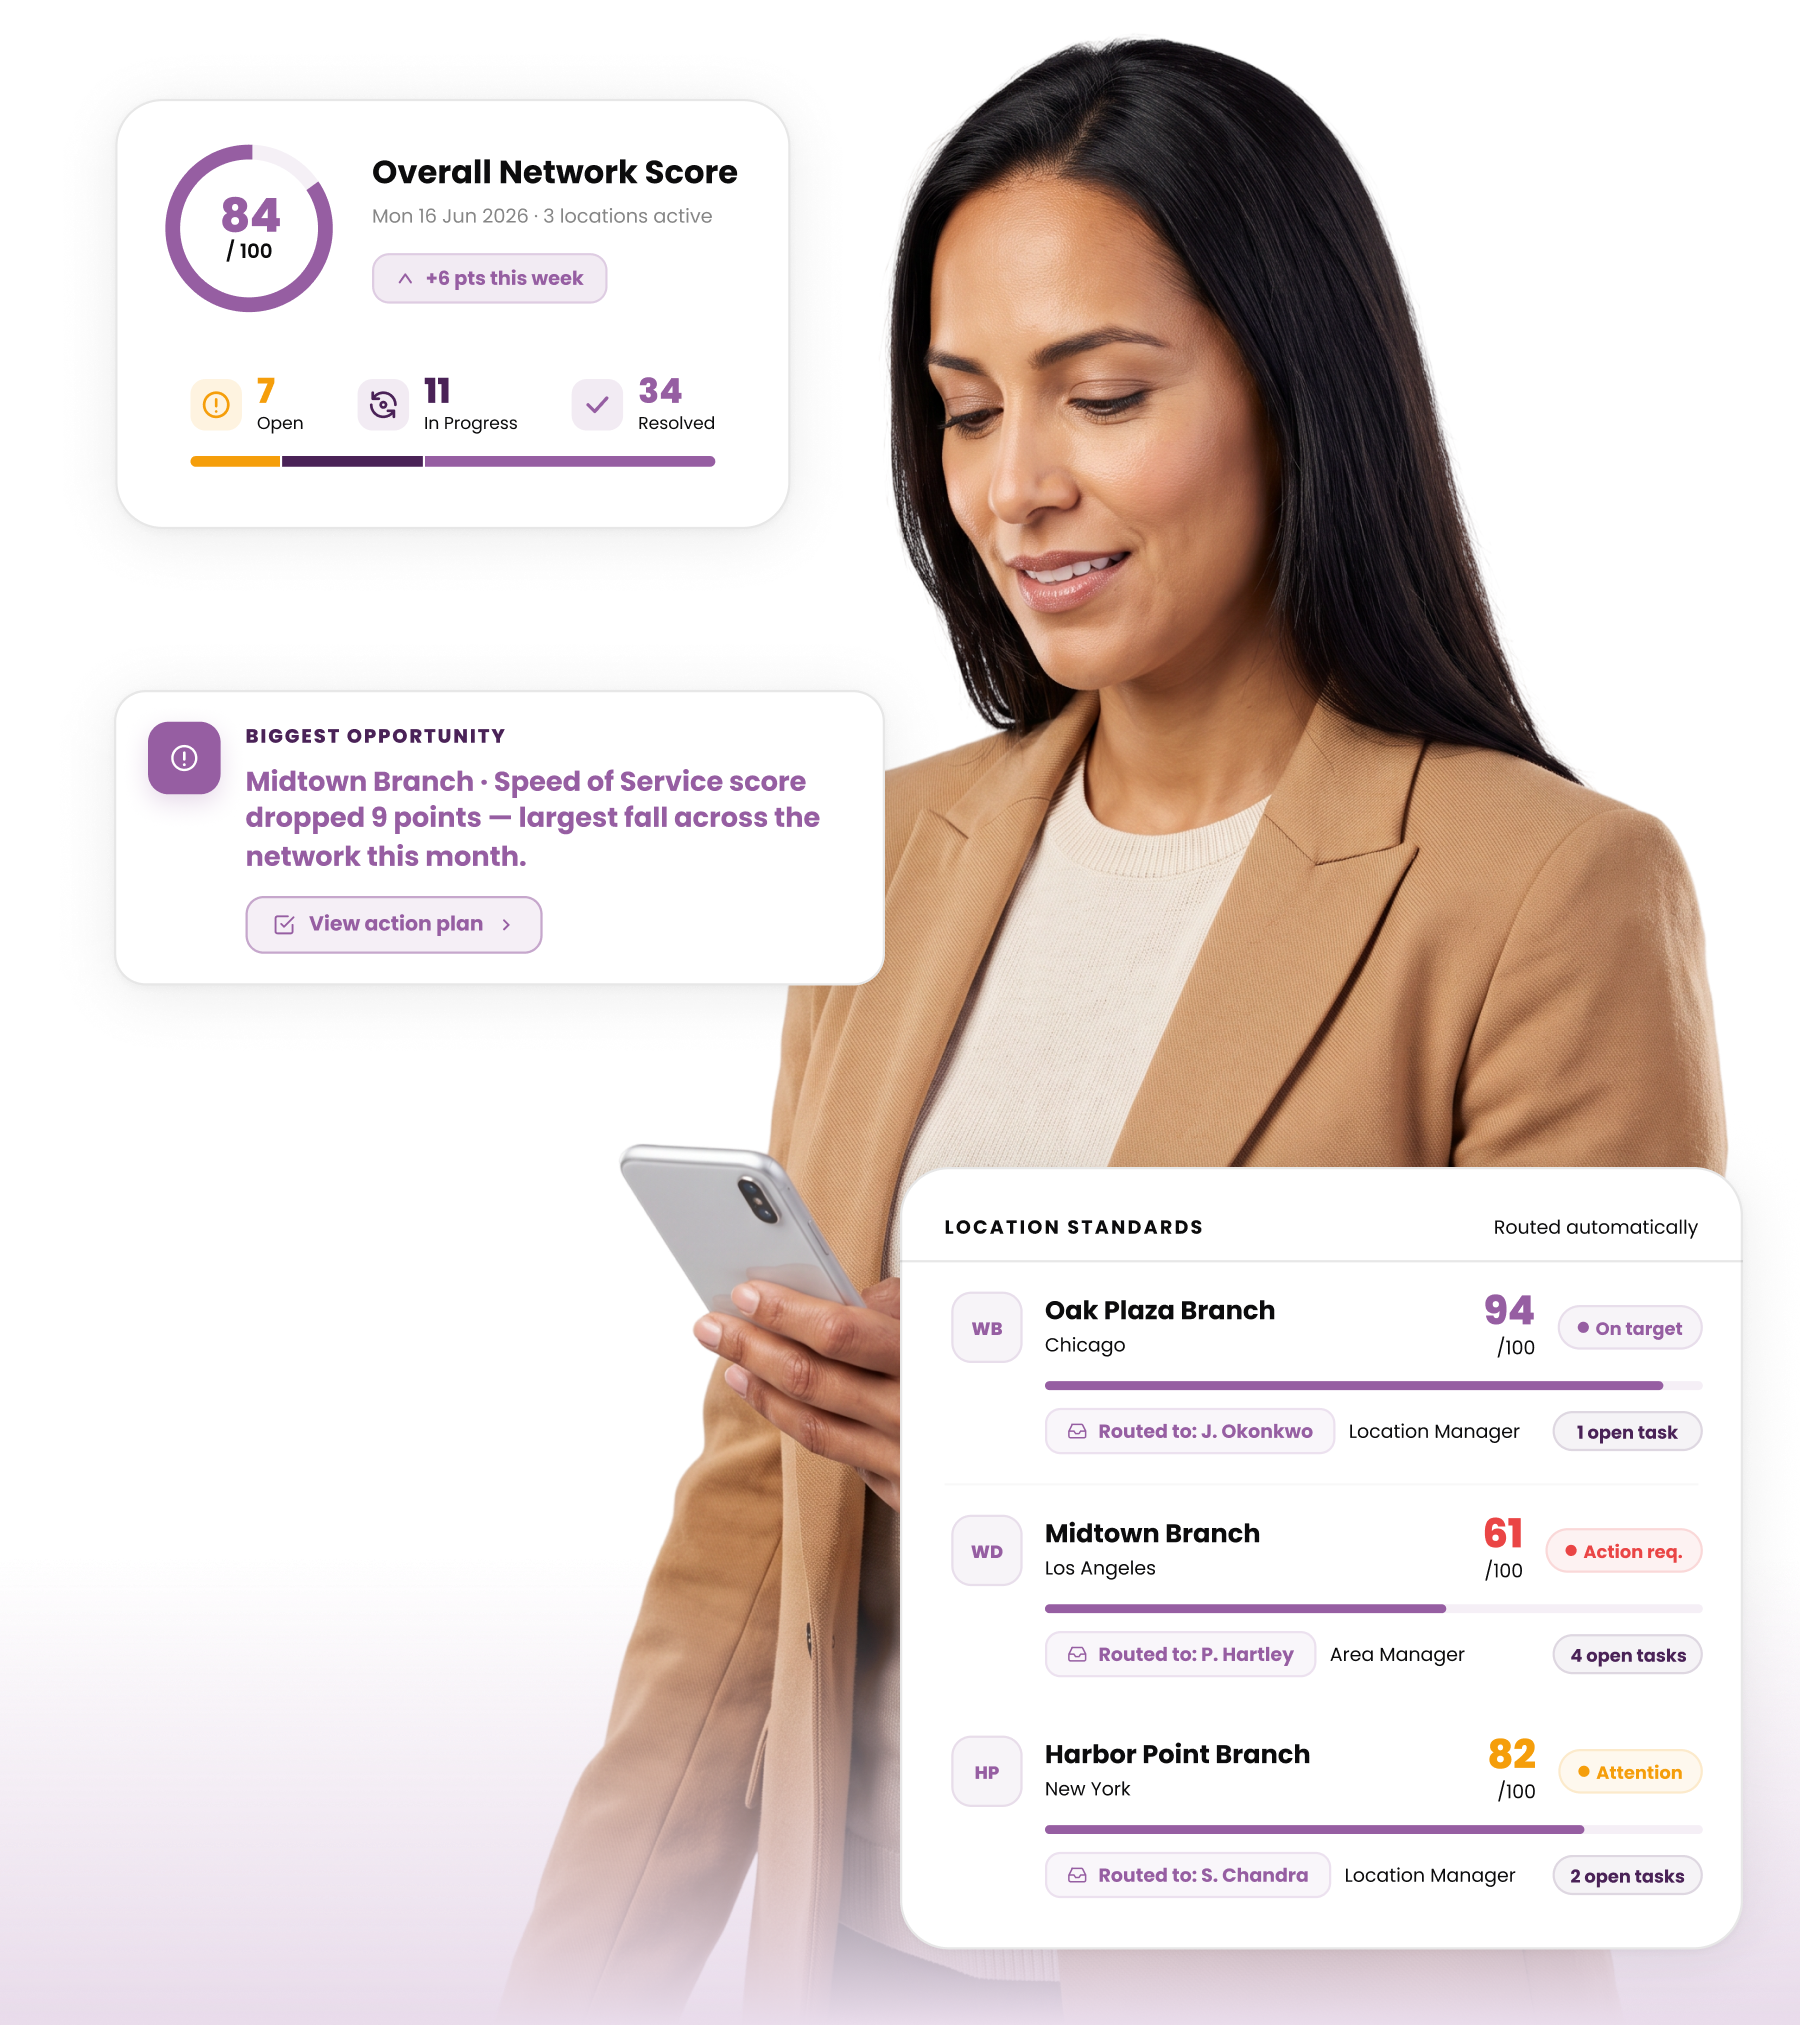 84
/ 100
Overall Network Score
Mon 16 Jun 2026 · 3 locations active
+6 pts this week
7
Open
11
In Progress
34
Resolved
BIGGEST OPPORTUNITY
Midtown Branch · Speed of Service score
dropped 9 points — largest fall across the
network this month.
View action plan
LOCATION STANDARDS
Routed automatically
WB
Oak Plaza Branch
Chicago
94
/100
On target
Routed to: J. Okonkwo
Location Manager
1 open task
WD
Midtown Branch
Los Angeles
61
/100
Action req.
Routed to: P. Hartley
Area Manager
4 open tasks
HP
Harbor Point Branch
New York
82
/100
Attention
Routed to: S. Chandra
Location Manager
2 open tasks